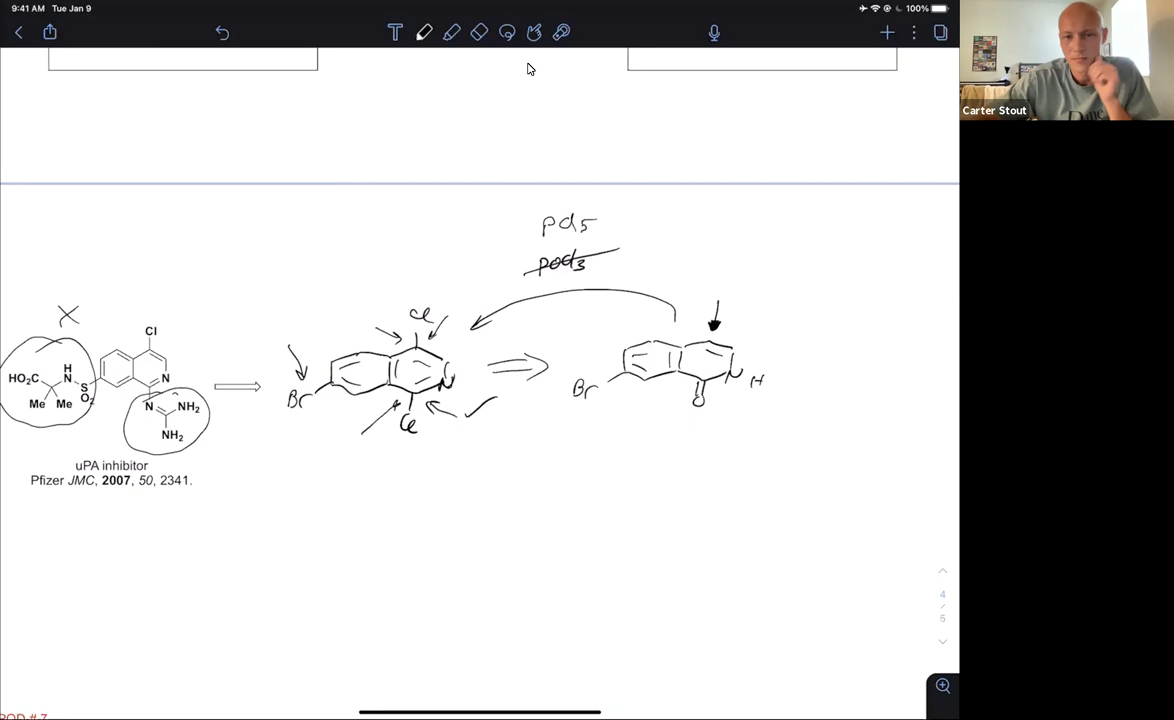 9:41 AM Tue Jan 9
100%
Carter Stout
pcl5
pocl3
Cl
Cl
Br
N
Cl
Br
N
H
O
HO2C
H
N
S
O2
Me Me
N
N
NH2
NH2
uPA inhibitor
Pfizer JMC, 2007, 50, 2341.
4
/
5